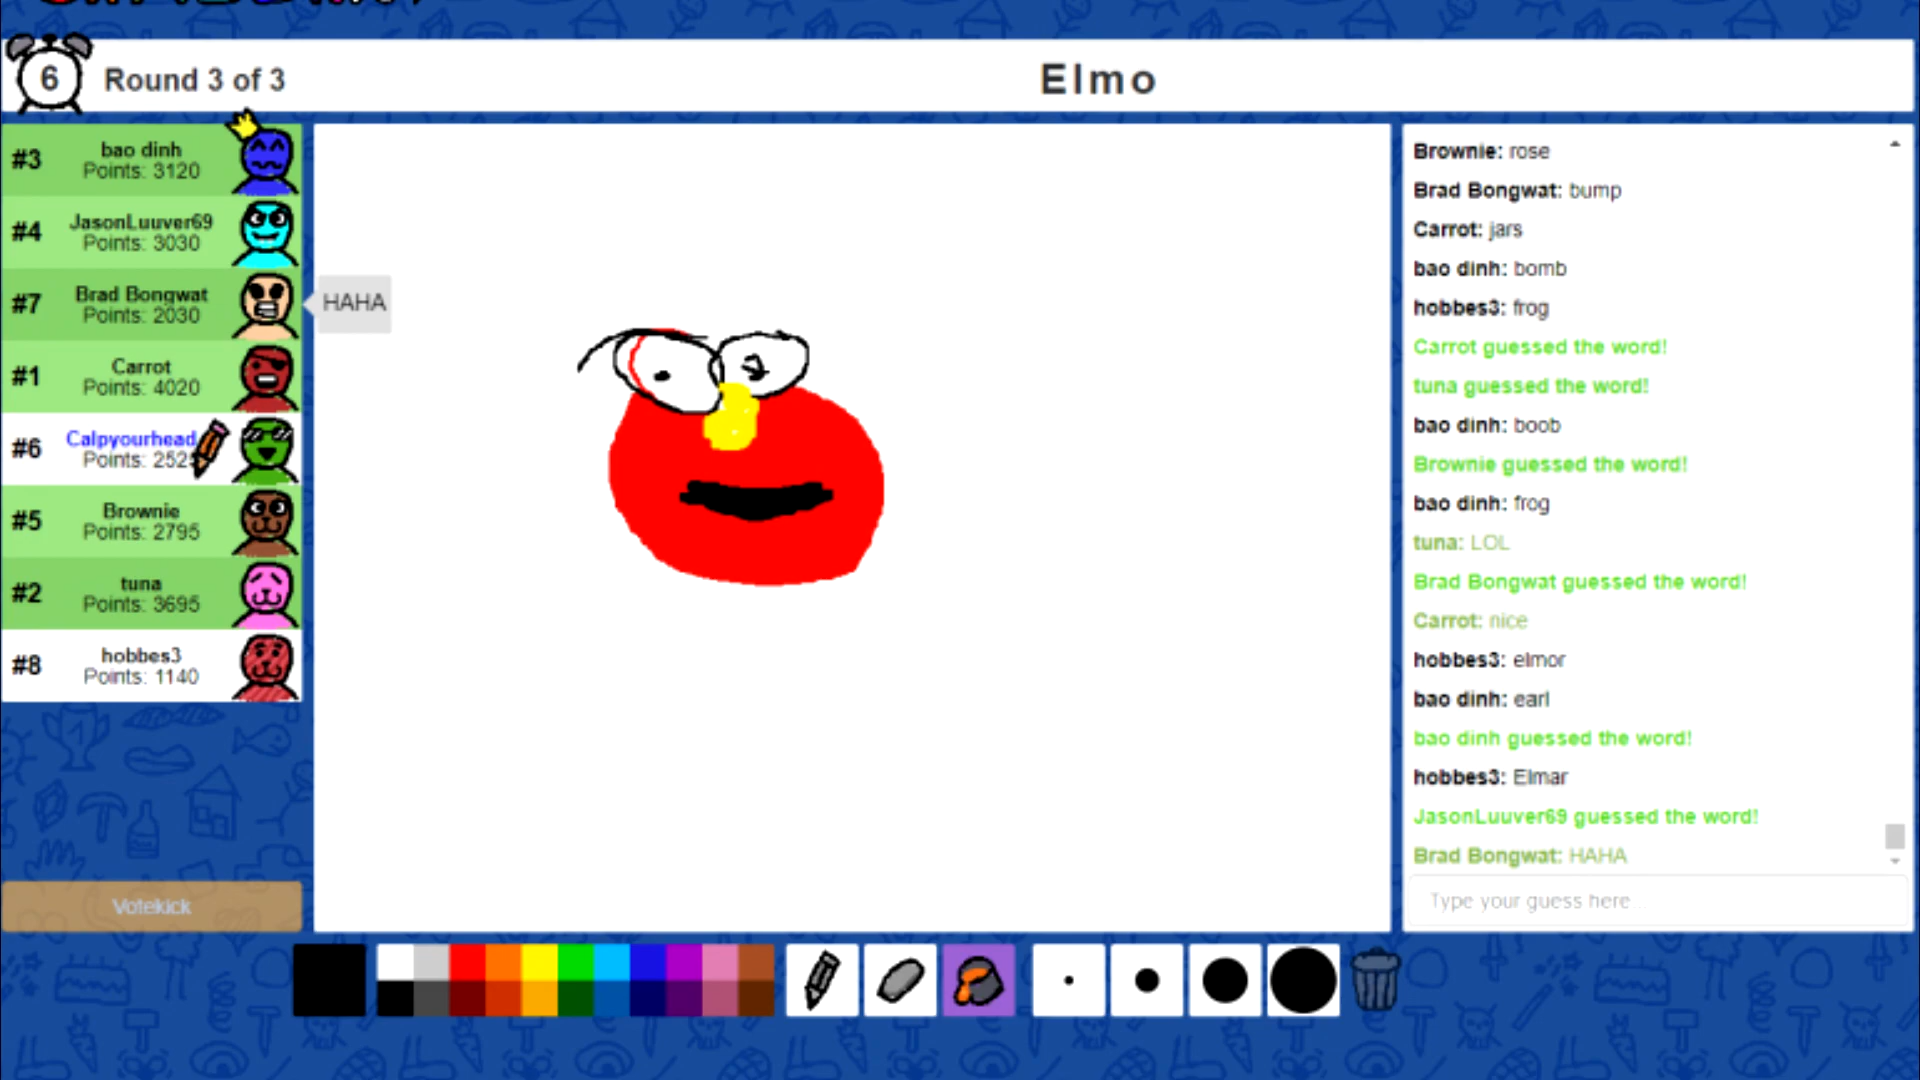 6
Round 3 of 3
Elmo
#3
bao dinh
Points: 3120
#4
JasonLuuver69
Points: 3030
#7
Brad Bongwat
Points: 2030
HAHA
#1
Carrot
Points: 4020
#6
Calpyourhead
Points: 2525
#5
Brownie
Points: 2795
#2
tuna
Points: 3695
#8
hobbes3
Points: 1140
Votekick
Brownie: rose
Brad Bongwat: bump
Carrot: jars
bao dinh: bomb
hobbes3: frog
Carrot guessed the word!
tuna guessed the word!
bao dinh: boob
Brownie guessed the word!
bao dinh: frog
tuna: LOL
Brad Bongwat guessed the word!
Carrot: nice
hobbes3: elmor
bao dinh: earl
bao dinh guessed the word!
hobbes3: Elmar
JasonLuuver69 guessed the word!
Brad Bongwat: HAHA
Type your guess here...